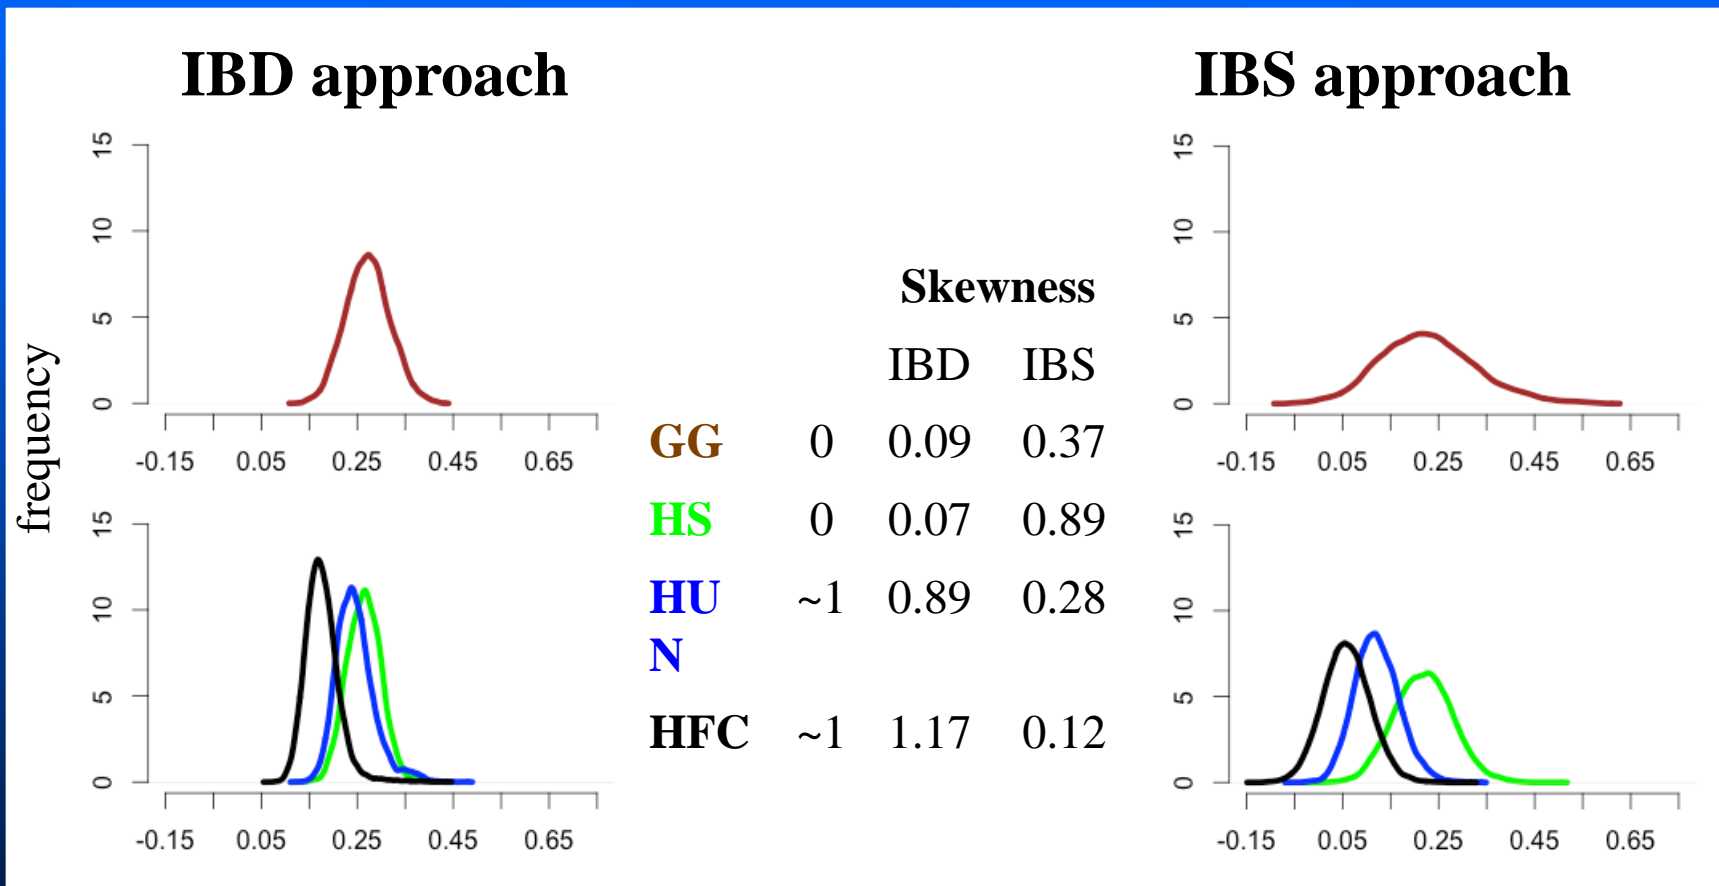 IBD approach
IBS approach
frequency
15
10
5
0
-0.15 0.05 0.25 0.45 0.65
15
10
5
0
-0.15 0.05 0.25 0.45 0.65
Skewness
IBD IBS
GG 0 0.09 0.37
HS 0 0.07 0.89
HU ~1 0.89 0.28
N
HFC ~1 1.17 0.12
15
10
5
0
-0.15 0.05 0.25 0.45 0.65
15
10
5
0
-0.15 0.05 0.25 0.45 0.65